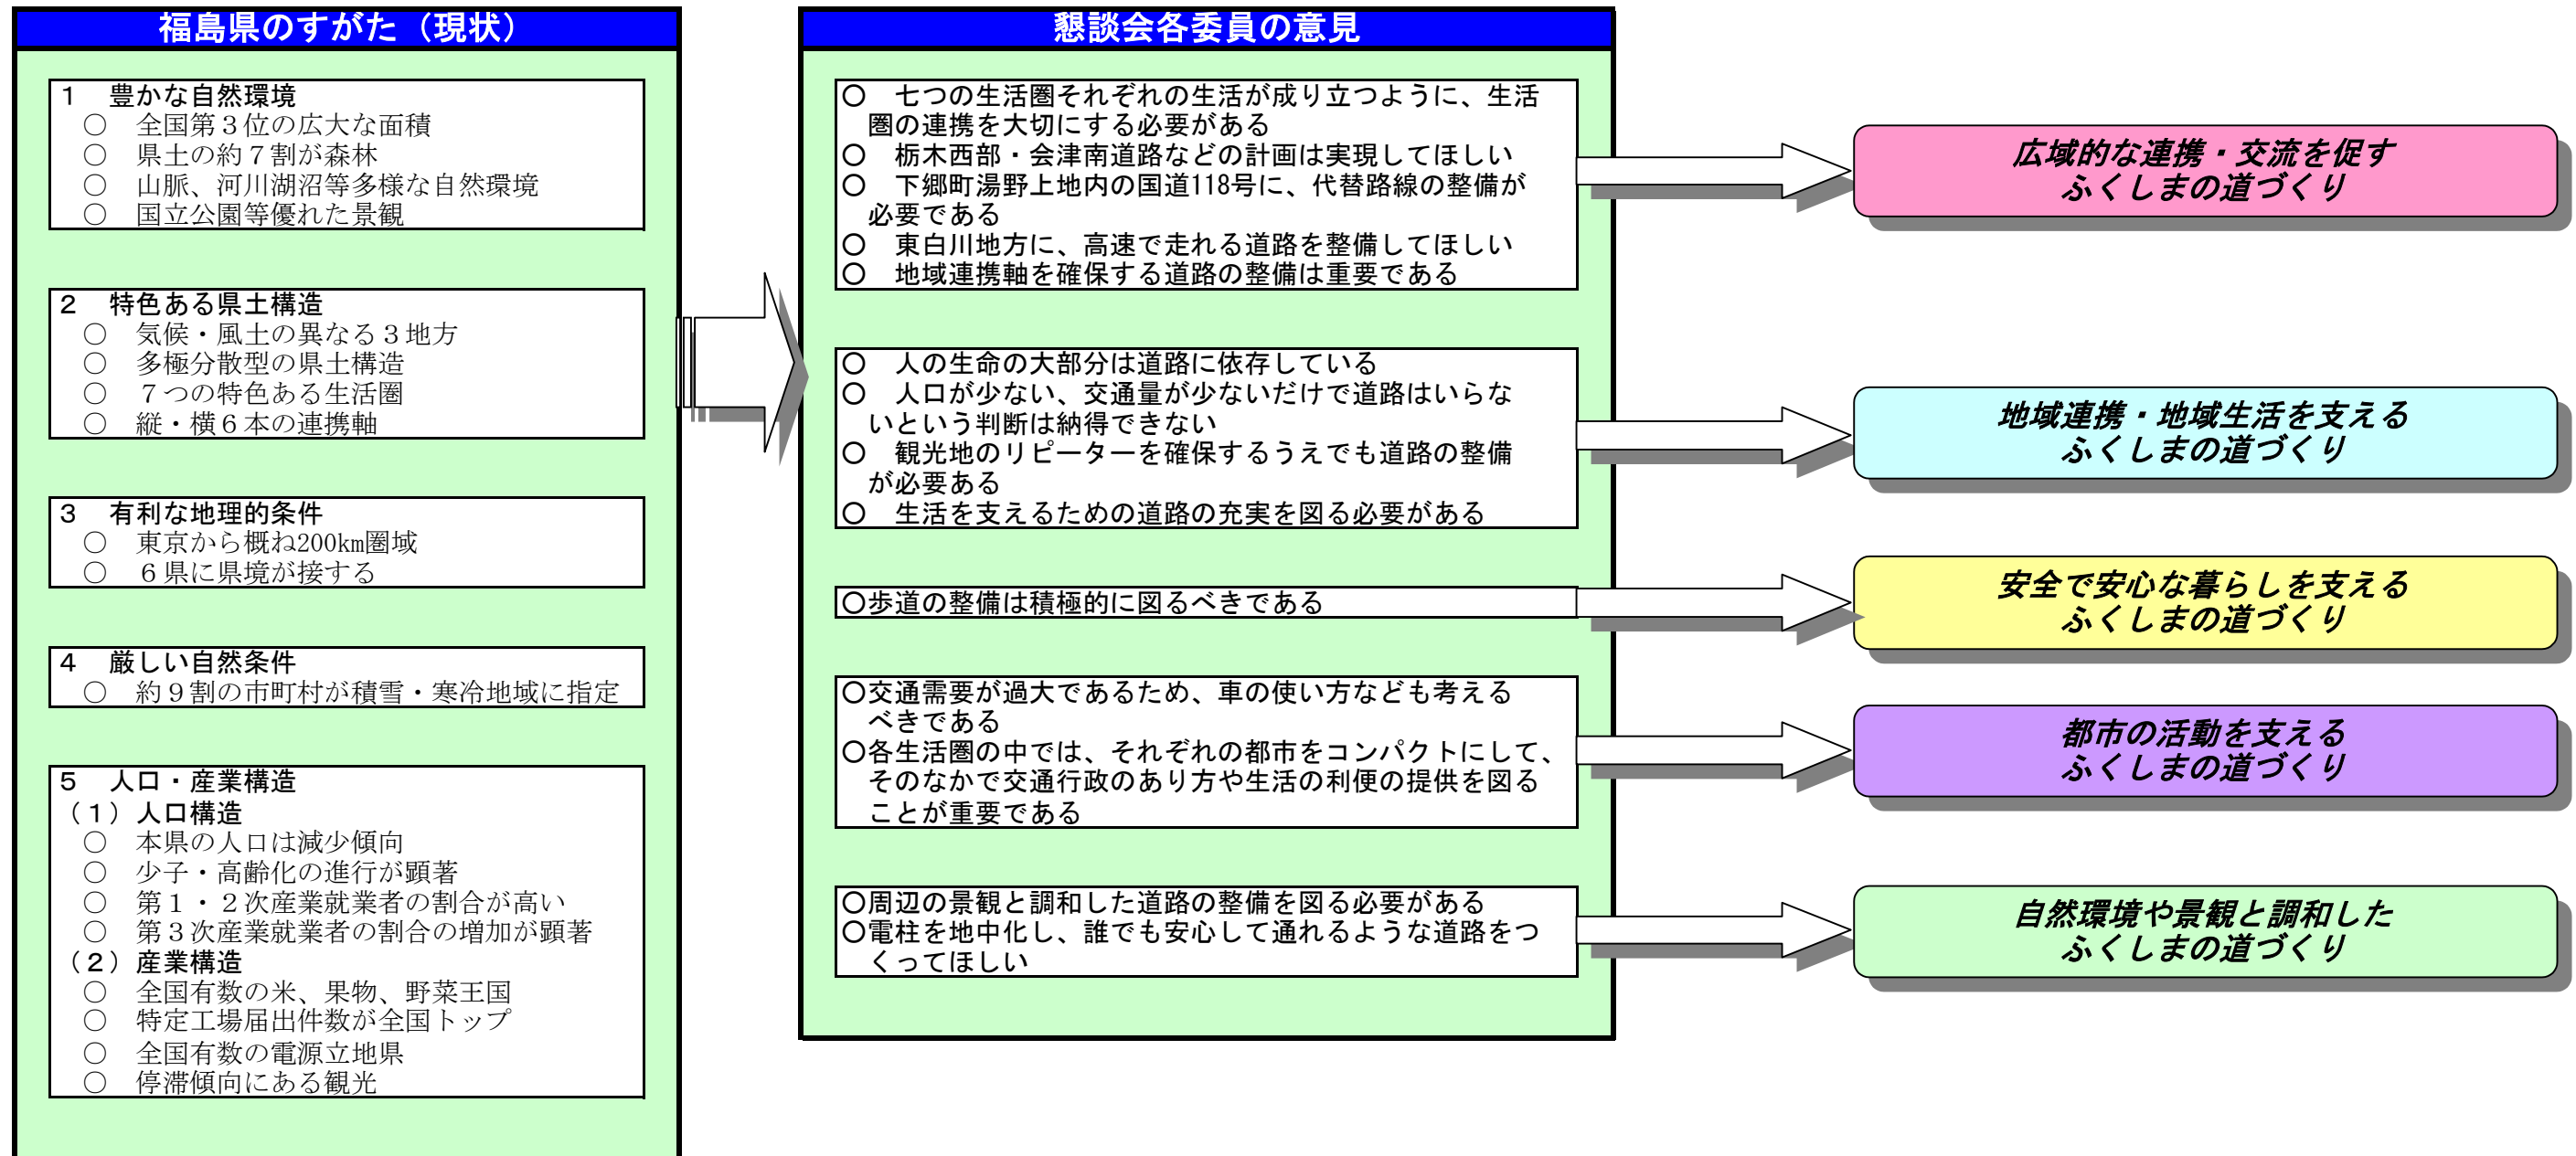 福島県のすがた（現状）
１　豊かな自然環境
○　全国第３位の広大な面積
○　県土の約７割が森林
○　山脈、河川湖沼等多様な自然環境
○　国立公園等優れた景観
２　特色ある県土構造
○　気候・風土の異なる３地方
○　多極分散型の県土構造
○　７つの特色ある生活圏
○　縦・横６本の連携軸
３　有利な地理的条件
○　東京から概ね200km圏域
○　６県に県境が接する
４　厳しい自然条件
○　約９割の市町村が積雪・寒冷地域に指定
５　人口・産業構造
（１）人口構造
○　本県の人口は減少傾向
○　少子・高齢化の進行が顕著
○　第１・２次産業就業者の割合が高い
○　第３次産業就業者の割合の増加が顕著
（２）産業構造
○　全国有数の米、果物、野菜王国
○　特定工場届出件数が全国トップ
○　全国有数の電源立地県
○　停滞傾向にある観光
懇談会各委員の意見
○　七つの生活圏それぞれの生活が成り立つように、生活
圏の連携を大切にする必要がある
○　栃木西部・会津南道路などの計画は実現してほしい
○　下郷町湯野上地内の国道118号に、代替路線の整備が
必要である
○　東白川地方に、高速で走れる道路を整備してほしい
○　地域連携軸を確保する道路の整備は重要である
○　人の生命の大部分は道路に依存している
○　人口が少ない、交通量が少ないだけで道路はいらな
いという判断は納得できない
○　観光地のリピーターを確保するうえでも道路の整備
が必要ある
○　生活を支えるための道路の充実を図る必要がある
○歩道の整備は積極的に図るべきである
○交通需要が過大であるため、車の使い方なども考える
べきである
○各生活圏の中では、それぞれの都市をコンパクトにして、
そのなかで交通行政のあり方や生活の利便の提供を図る
ことが重要である
○周辺の景観と調和した道路の整備を図る必要がある
○電柱を地中化し、誰でも安心して通れるような道路をつ
くってほしい
広域的な連携・交流を促す
ふくしまの道づくり
地域連携・地域生活を支える
ふくしまの道づくり
安全で安心な暮らしを支える
ふくしまの道づくり
都市の活動を支える
ふくしまの道づくり
自然環境や景観と調和した
ふくしまの道づくり